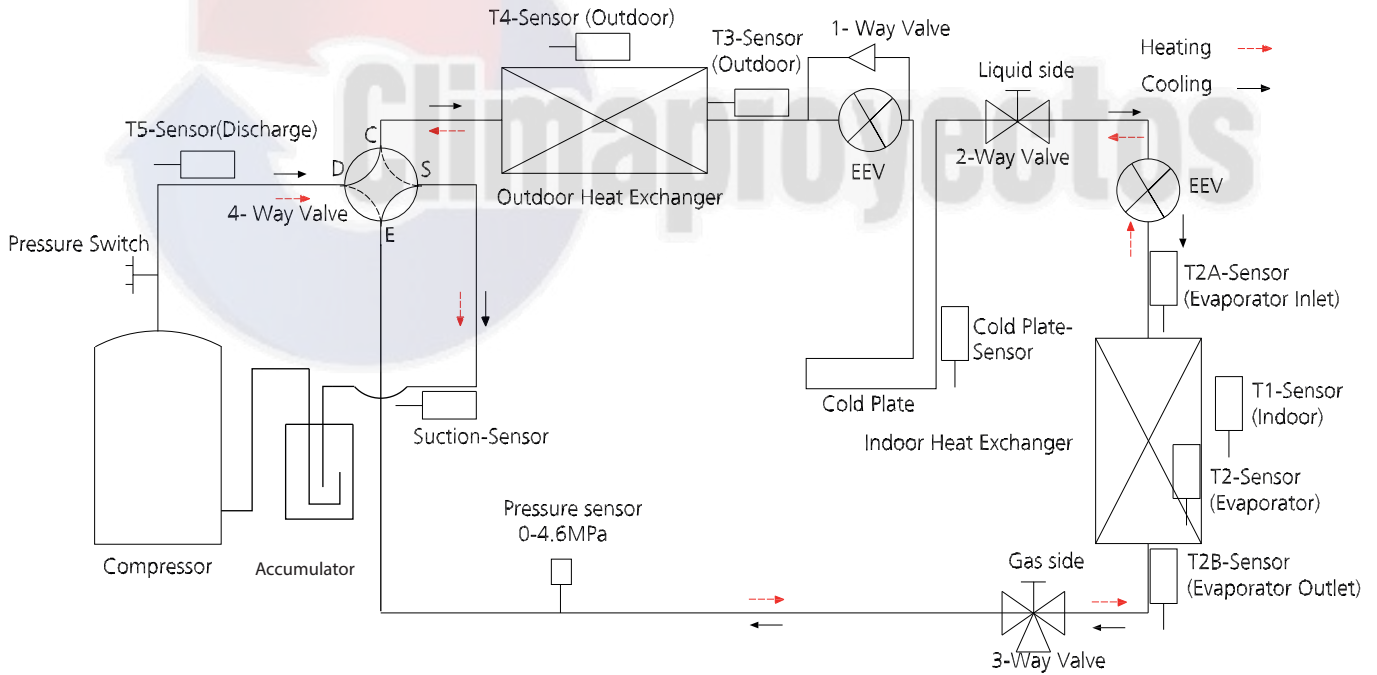 T4-Sensor (Outdoor)
T3-Sensor
(Outdoor)
1- Way Valve
Heating
Cooling
Liquid side
T5-Sensor(Discharge)
C
D
S
E
4- Way Valve
Outdoor Heat Exchanger
EEV
2-Way Valve
EEV
Pressure Switch
T2A-Sensor
(Evaporator Inlet)
Cold Plate-
Sensor
Cold Plate
T1-Sensor
(Indoor)
Suction-Sensor
Indoor Heat Exchanger
T2-Sensor
(Evaporator)
Pressure sensor
0-4.6MPa
Compressor
Accumulator
Gas side
T2B-Sensor
(Evaporator Outlet)
3-Way Valve
Climaproyectos